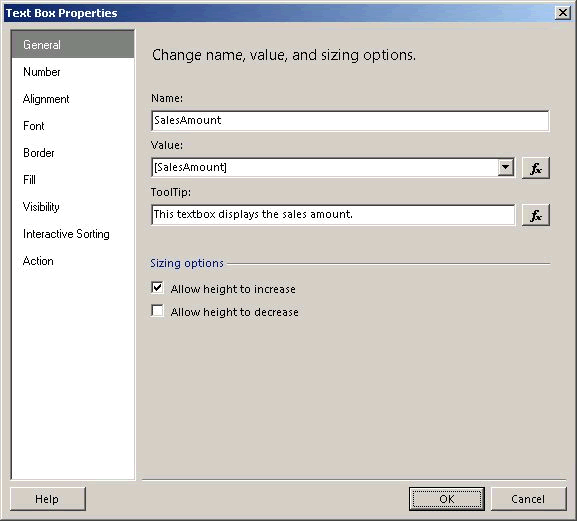 Text Box Properties
General
Number
Alignment
Font
Border
Fill
Visibility
Interactive Sorting
Action
Change name, value, and sizing options.
Name:
SalesAmount
Value:
[SalesAmount]
fx
ToolTip:
This textbox displays the sales amount.
fx
Sizing options
Allow height to increase
Allow height to decrease
Help
OK
Cancel